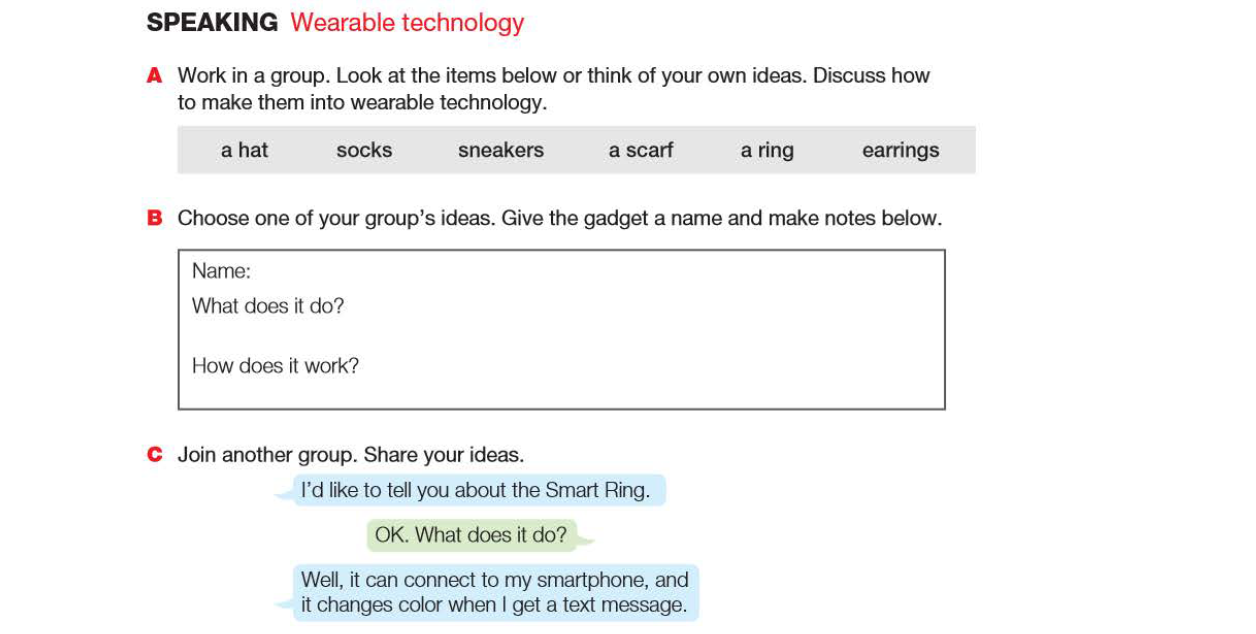 SPEAKING Wearable technology
A Work in a group. Look at the items below or think of your own ideas. Discuss how
to make them into wearable technology.
a hat socks sneakers a scarf a ring earrings
B Choose one of your group’s ideas. Give the gadget a name and make notes below.
Name:
What does it do?
How does it work?
C Join another group. Share your ideas.
I’d like to tell you about the Smart Ring.
OK. What does it do?
Well, it can connect to my smartphone, and
it changes color when I get a text message.